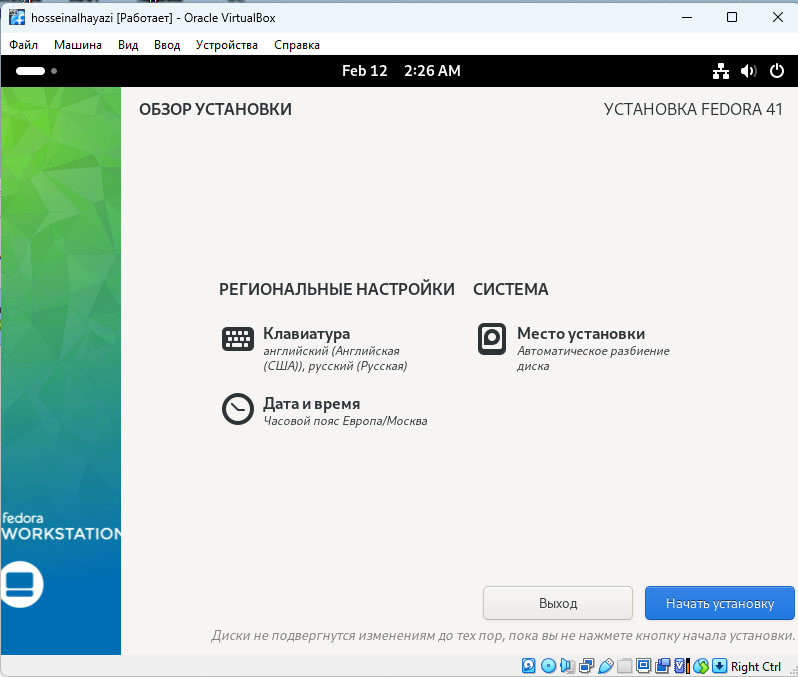 hosseinalhayazi [Работает] - Oracle VirtualBox
Файл Машина Вид Ввод Устройства Справка
Feb 12 2:26 AM
ОБЗОР УСТАНОВКИ
УСТАНОВКА FEDORA 41
РЕГИОНАЛЬНЫЕ НАСТРОЙКИ
Клавиатура
английский (Английская
(США)), русский (Русская)
Дата и время
Часовой пояс Европа/Москва
СИСТЕМА
Место установки
Автоматическое разбиение
диска
fedora
WORKSTATION
Выход
Начать установку
Диски не подвергнутся изменениям до тех пор, пока вы не нажмете кнопку начала установки.
Right Ctrl